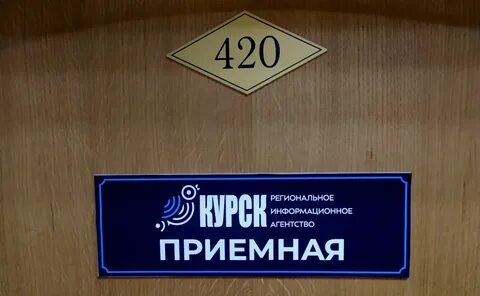 420
КУРСК
РЕГИОНАЛЬНОЕ
ИНФОРМАЦИОННОЕ
АГЕНТСТВО
ПРИЕМНАЯ